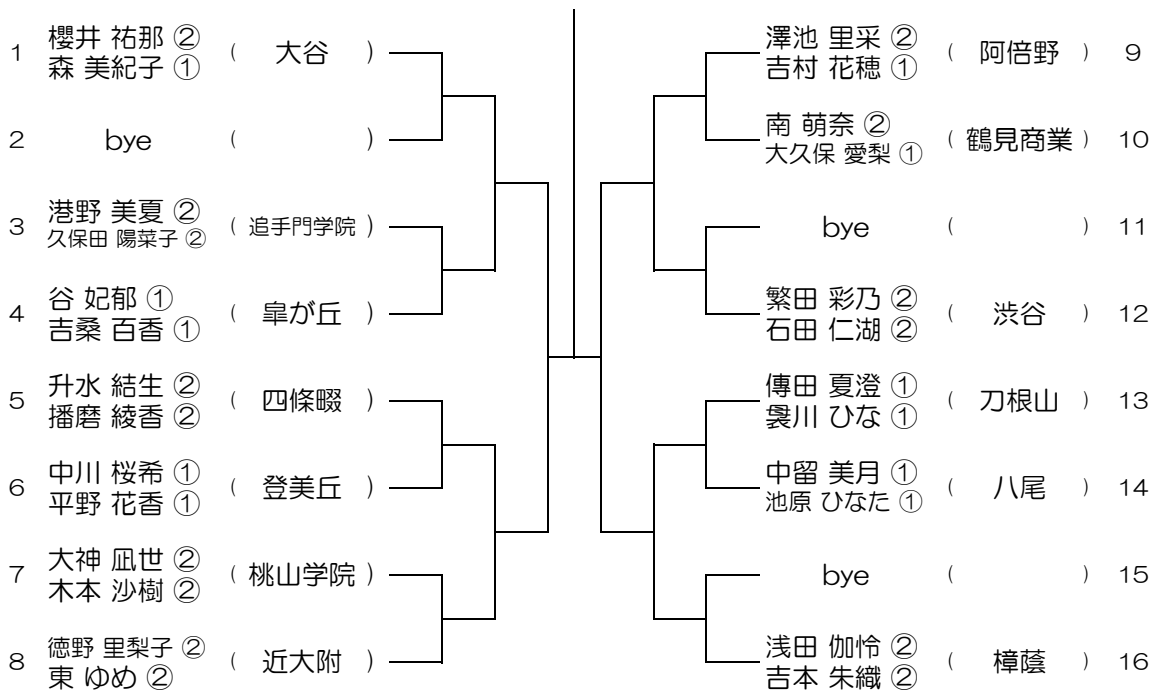 1 櫻井 祐那 ② ( 大谷 )
森 美紀子 ①
2 bye ( )
3 港野 美夏 ② ( 追手門学院 )
久保田 陽菜子 ②
4 谷 妃郁 ① ( 皐が丘 )
吉桑 百香 ①
5 升水 結生 ② ( 四條畷 )
播磨 綾香 ②
6 中川 桜希 ① ( 登美丘 )
平野 花香 ①
7 大神 凪世 ② ( 桃山学院 )
木本 沙樹 ②
8 徳野 里梨子 ② ( 近大附 )
東 ゆめ ②
澤池 里采 ② ( 阿倍野 ) 9
吉村 花穂 ①
南 萌奈 ② ( 鶴見商業 ) 10
大久保 愛梨 ①
bye ( ) 11
繁田 彩乃 ② ( 渋谷 ) 12
石田 仁湖 ②
傳田 夏澄 ① ( 刀根山 ) 13
川 ひな ①
中留 美月 ① ( 八尾 ) 14
池原 ひなた ①
bye ( ) 15
浅田 伽怜 ② ( 樟蔭 ) 16
吉本 朱織 ②